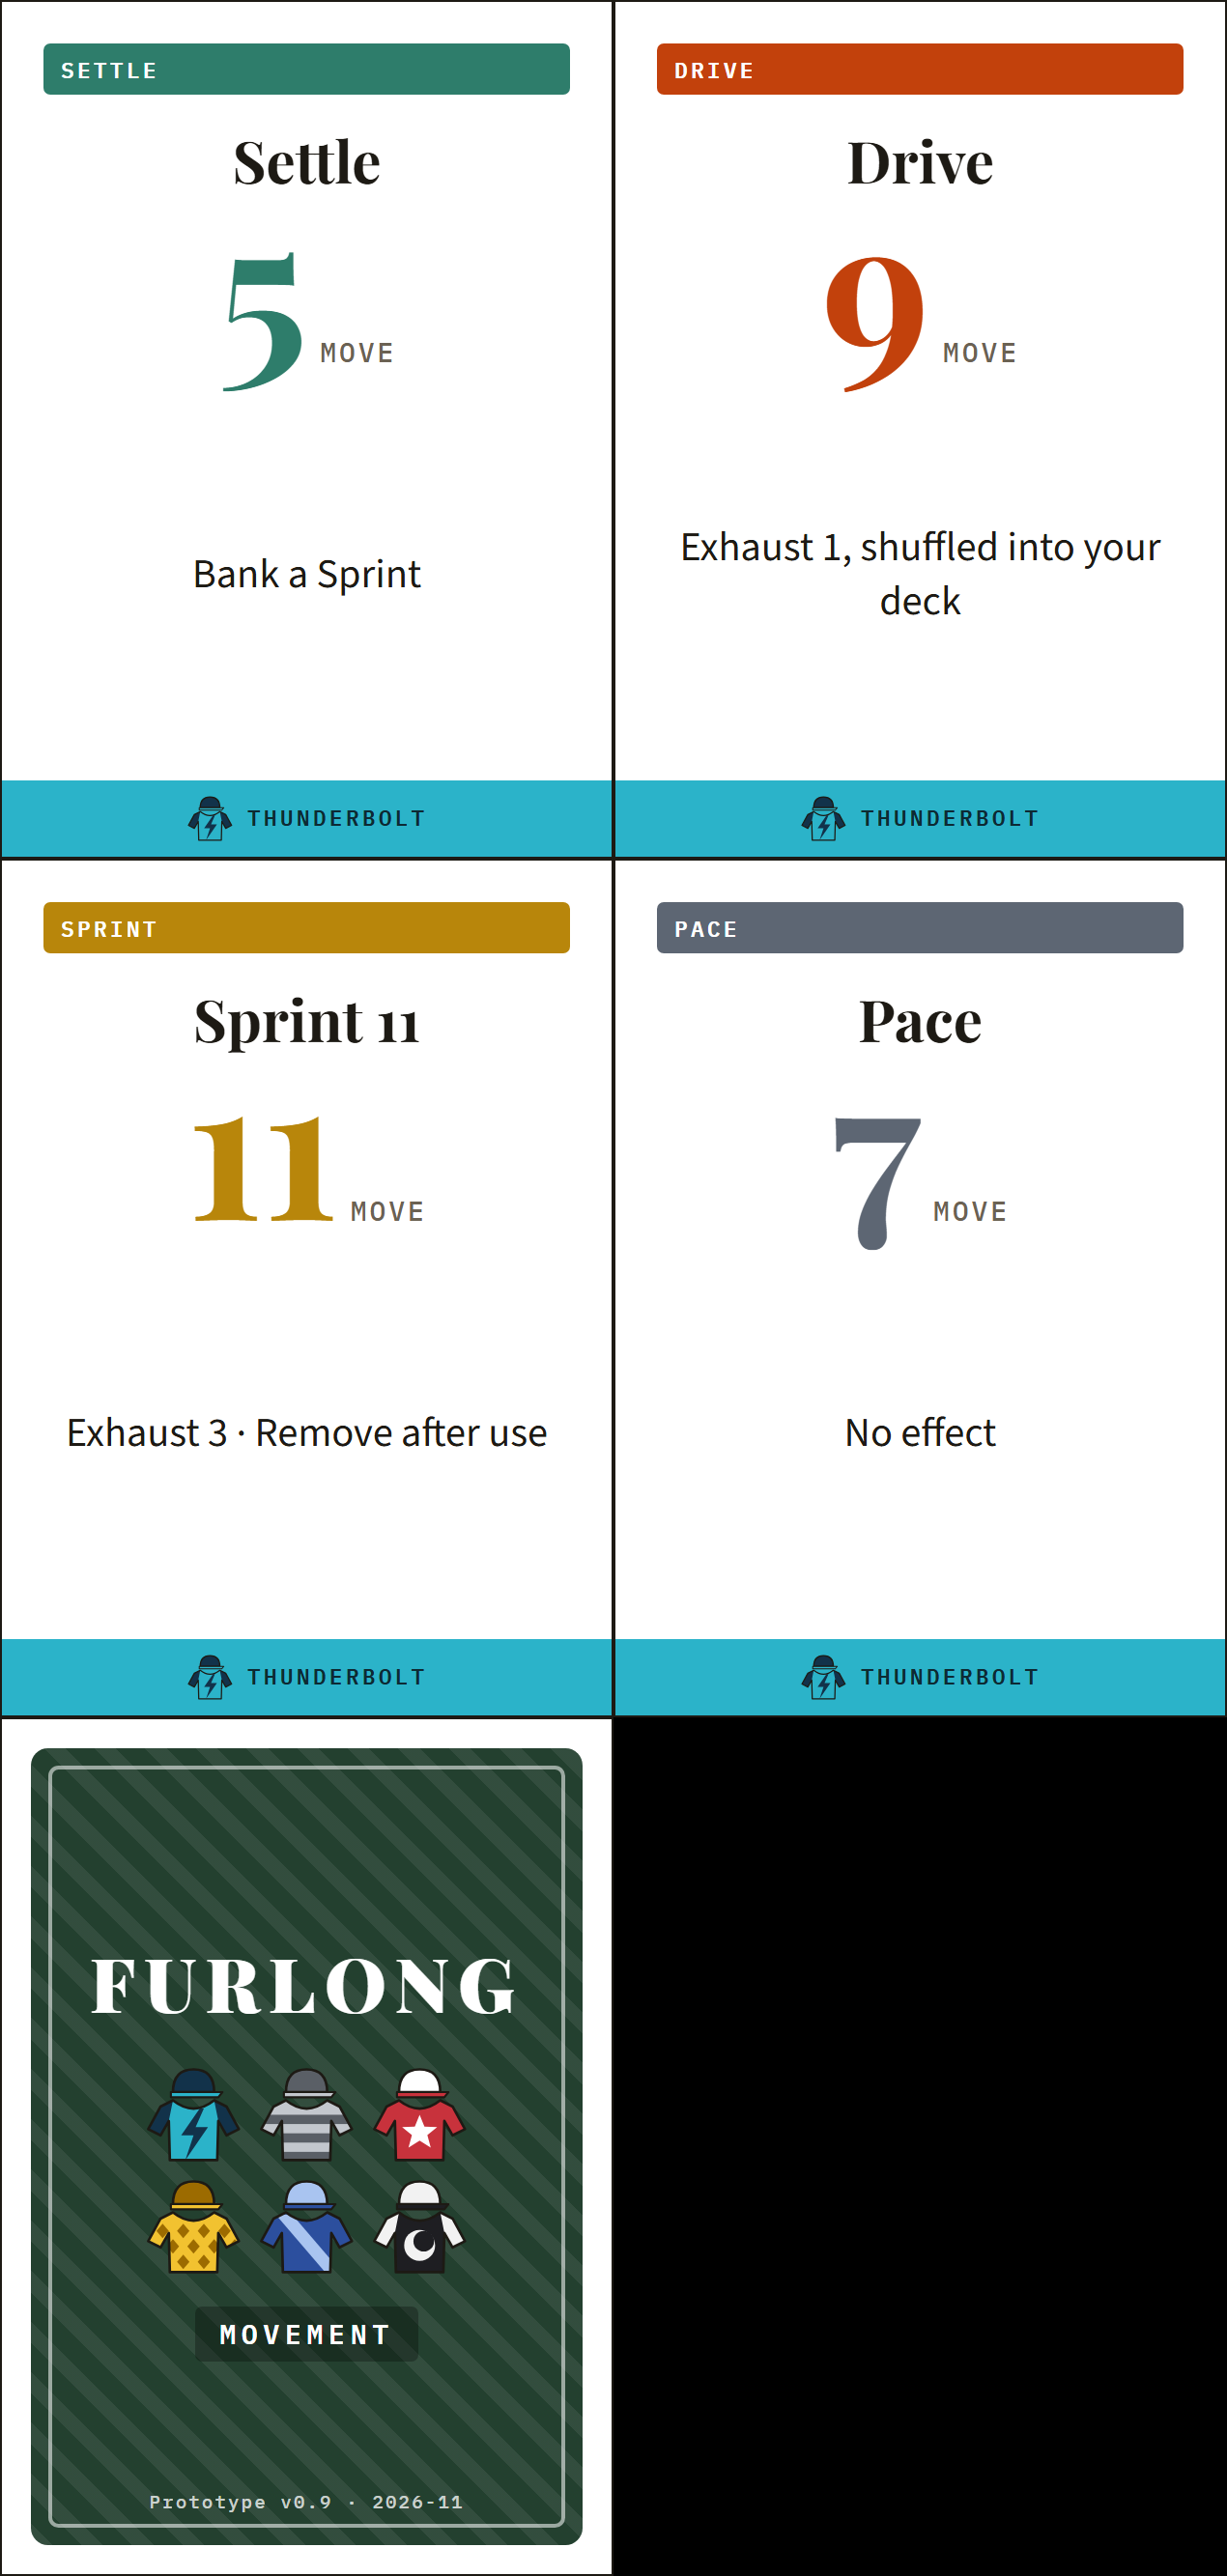 SETTLE
Settle
5 MOVE
Bank a Sprint
THUNDERBOLT
DRIVE
Drive
9 MOVE
Exhaust 1, shuffled into your
deck
THUNDERBOLT
SPRINT
Sprint 11
11 MOVE
Exhaust 3 · Remove after use
THUNDERBOLT
PACE
Pace
7 MOVE
No effect
THUNDERBOLT
FURLONG
MOVEMENT
Prototype v0.9 · 2026-11